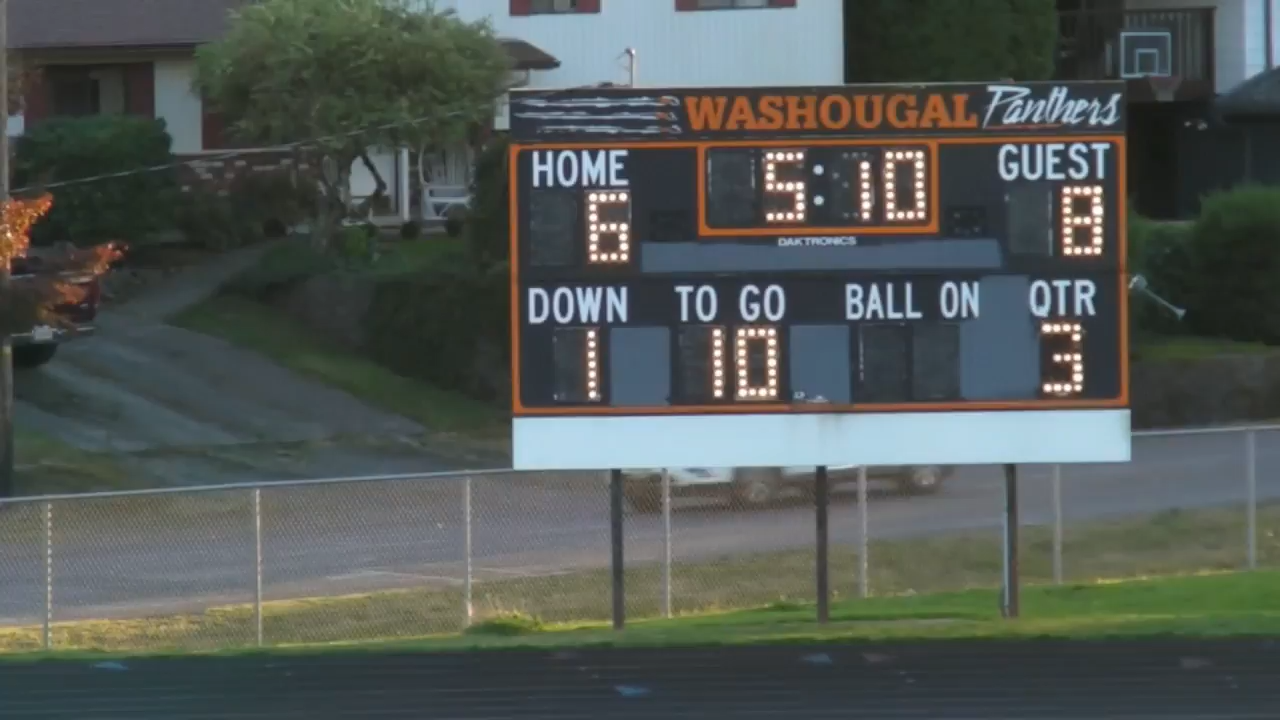 WASHOUGAL Panthers
HOME 5:10 GUEST
6 8
DAKTRONICS
DOWN TO GO BALL ON QTR
1 10 3